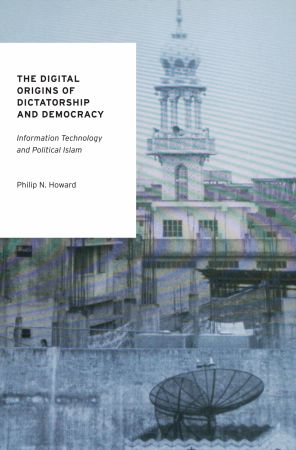 THE DIGITAL
ORIGINS OF
DICTATORSHIP
AND DEMOCRACY
Information Technology
and Political Islam
Philip N. Howard